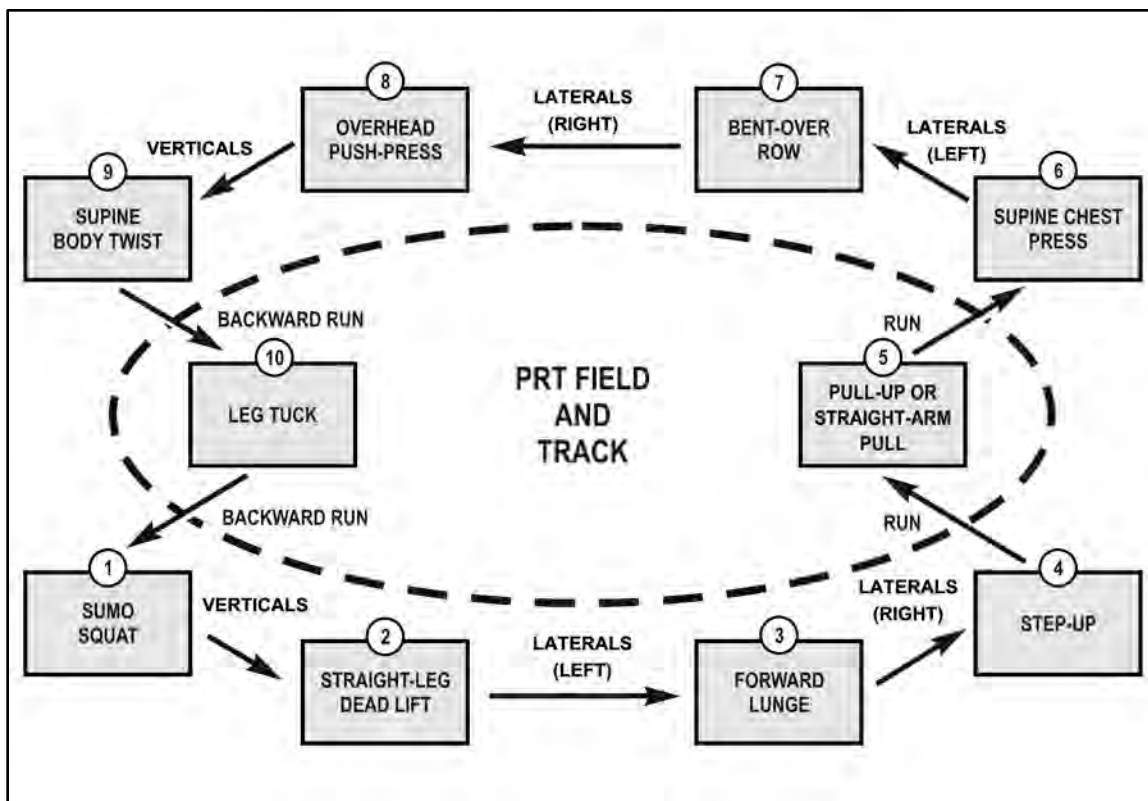 8
OVERHEAD
PUSH-PRESS
LATERALS
(RIGHT)
7
BENT-OVER
ROW
LATERALS
(LEFT)
6
SUPINE CHEST
PRESS
VERTICALS
9
SUPINE
BODY TWIST
BACKWARD RUN
10
LEG TUCK
PRT FIELD
AND
TRACK
RUN
5
PULL-UP OR
STRAIGHT-ARM
PULL
BACKWARD RUN
RUN
1
SUMO
SQUAT
VERTICALS
2
STRAIGHT-LEG
DEAD LIFT
LATERALS
(LEFT)
3
FORWARD
LUNGE
LATERALS
(RIGHT)
4
STEP-UP